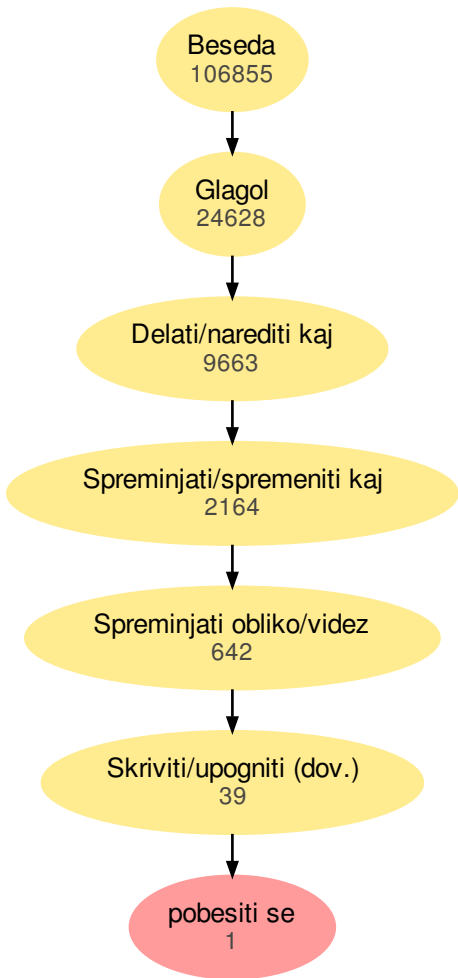 Beseda
106855
Glagol
24628
Delati/narediti kaj
9663
Spreminjati/spremeniti kaj
2164
Spreminjati obliko/videz
642
Skriviti/upogniti (dov.)
39
pobesiti se
1